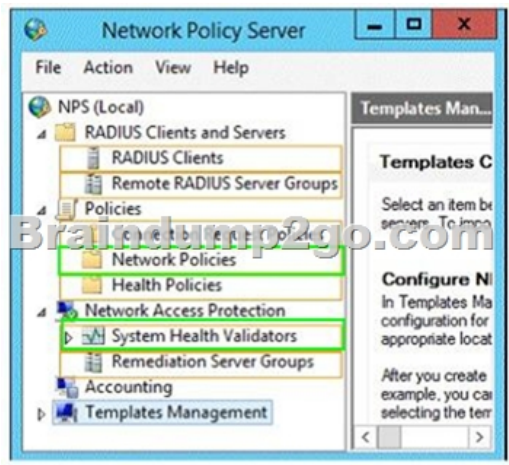 Network Policy Server
File Action View Help
NPS (Local)
RADIUS Clients and Servers
RADIUS Clients
Remote RADIUS Server Groups
Policies
Braindump2go.com
Network Policies
Health Policies
Network Access Protection
System Health Validators
Remediation Server Groups
Accounting
Templates Management
Templates Man...
Templates C
Select an item be
servers. To impo
Configure N
In Templates Ma
configuration for
appropriate locat
After you create
example, you ca
selecting the tem